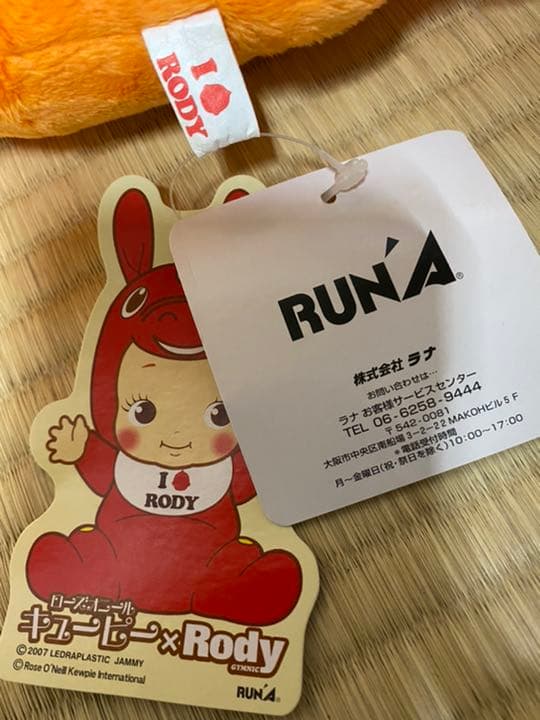 I
RODY
RUN'A®
株式会社 ラナ
お問い合わせは…
ラナ お客様サービスセンター
TEL 06-6258-9444
〒542-0081
大阪市中央区南船場3-2-22 MAKOHビル5F
*電話受付時間
月〜金曜日(祝・祭日を除く)10:00〜17:00
I
RODY
ローズオニール
キューピー×Rody
GYMNIC
©2007 LEDRAPLASTIC JAMMY
©Rose O'Neill Kewpie International
RUN'A